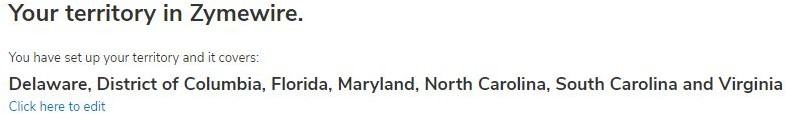 Your territory in Zymewire.
You have set up your territory and it covers:
Delaware, District of Columbia, Florida, Maryland, North Carolina, South Carolina and Virginia
Click here to edit